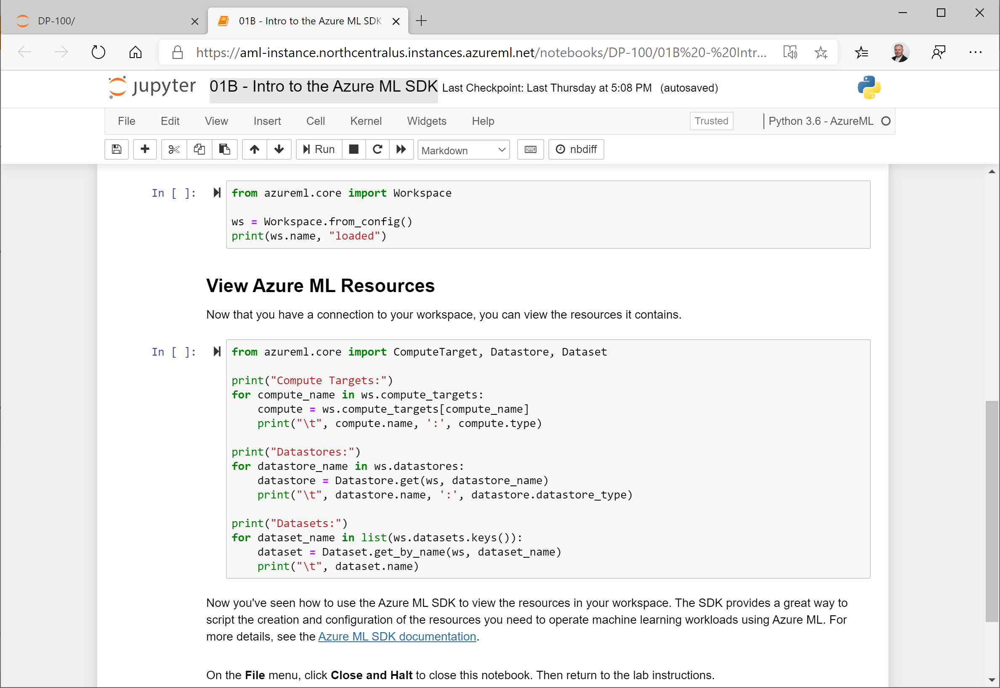 DP-100/
01B - Intro to the Azure ML SDK
https://aml-instance.northcentralus.instances.azureml.net/notebooks/DP-100/01B%20-%20Intr...
jupyter 01B - Intro to the Azure ML SDK Last Checkpoint: Last Thursday at 5:08 PM (autosaved)
File Edit View Insert Cell Kernel Widgets Help Trusted Python 3.6 - AzureML
Run Markdown nbdiff
In [ ]: from azureml.core import Workspace
ws = Workspace.from_config()
print(ws.name, "loaded")
View Azure ML Resources
Now that you have a connection to your workspace, you can view the resources it contains.
In [ ]: from azureml.core import ComputeTarget, Datastore, Dataset
print("Compute Targets:")
for compute_name in ws.compute_targets:
    compute = ws.compute_targets[compute_name]
    print("\t", compute.name, ':', compute.type)
print("Datastores:")
for datastore_name in ws.datastores:
    datastore = Datastore.get(ws, datastore_name)
    print("\t", datastore.name, ':', datastore.datastore_type)
print("Datasets:")
for dataset_name in list(ws.datasets.keys()):
    dataset = Dataset.get_by_name(ws, dataset_name)
    print("\t", dataset.name)
Now you've seen how to use the Azure ML SDK to view the resources in your workspace. The SDK provides a great way to
script the creation and configuration of the resources you need to operate machine learning workloads using Azure ML. For
more details, see the Azure ML SDK documentation.
On the File menu, click Close and Halt to close this notebook. Then return to the lab instructions.